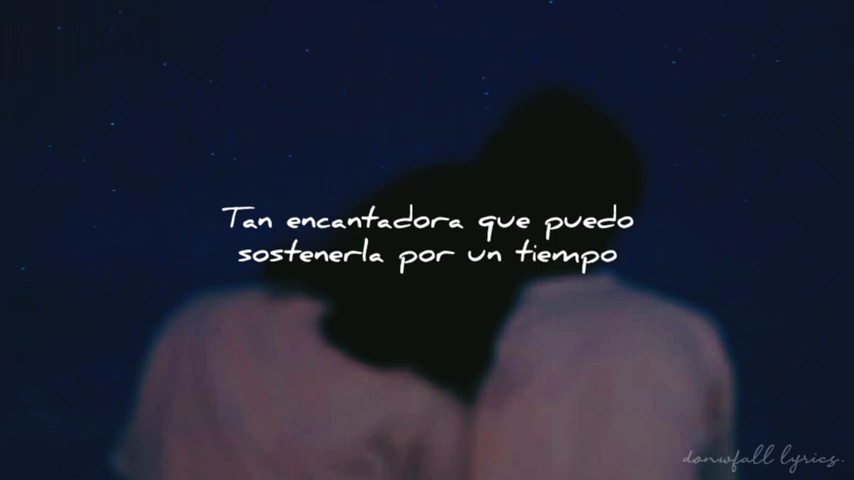 Tan encantadora que puedo
sostenerla por un tiempo
donwfall lyrics.